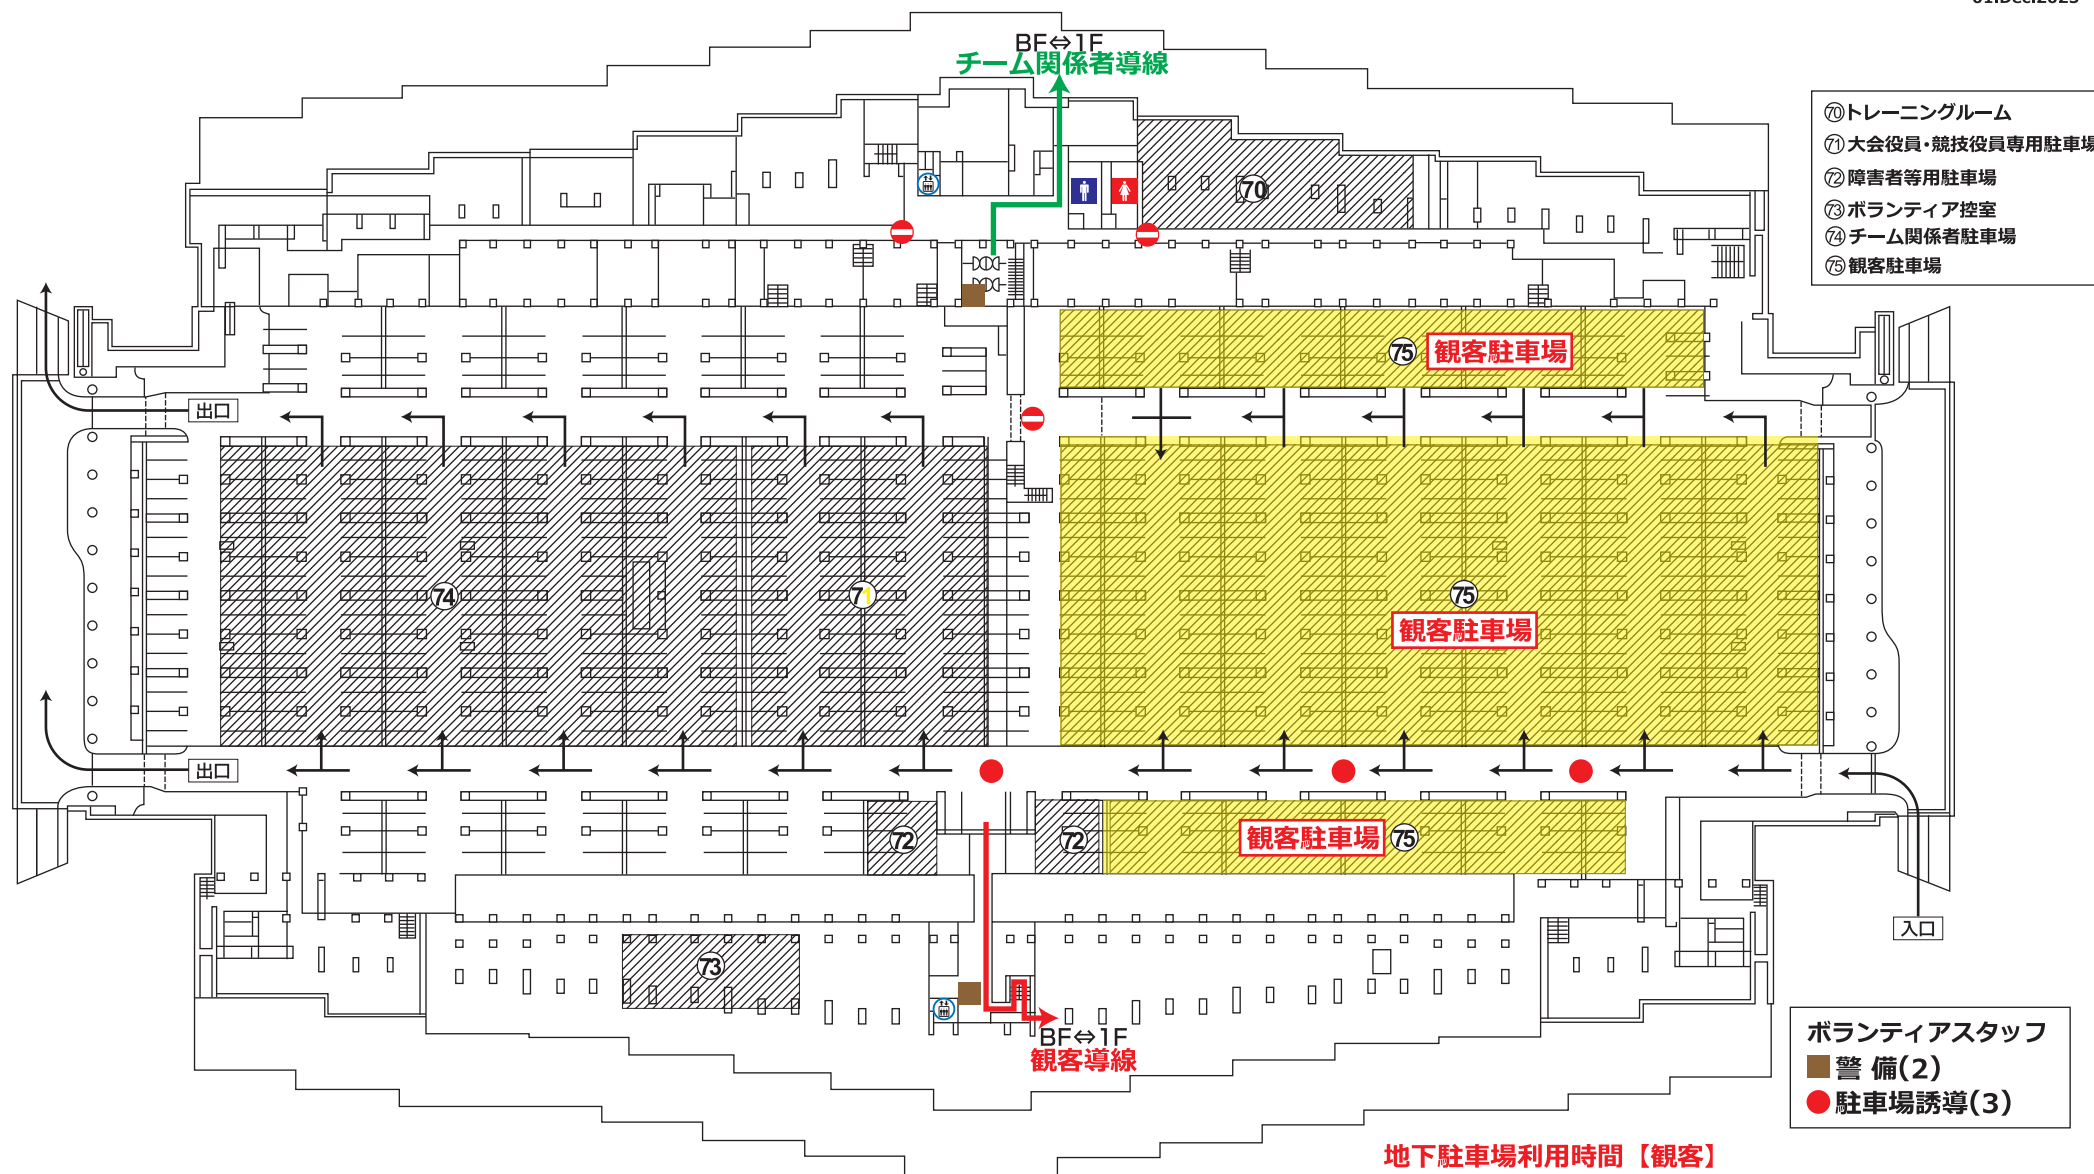 01.Dec.2023
BF⇔1F
チーム関係者導線
⑦⓪トレーニングルーム
㉛大会役員・競技役員専用駐車場
72障害者等用駐車場
73ボランティア控室
74チーム関係者駐車場
75観客駐車場
70
75 観客駐車場
出口
74
71
75
観客駐車場
出口
72
72
観客駐車場 75
入口
73
BF⇔1F
観客導線
ボランティアスタッフ
警 備(2)
駐車場誘導(3)
地下駐車場利用時間【観客】